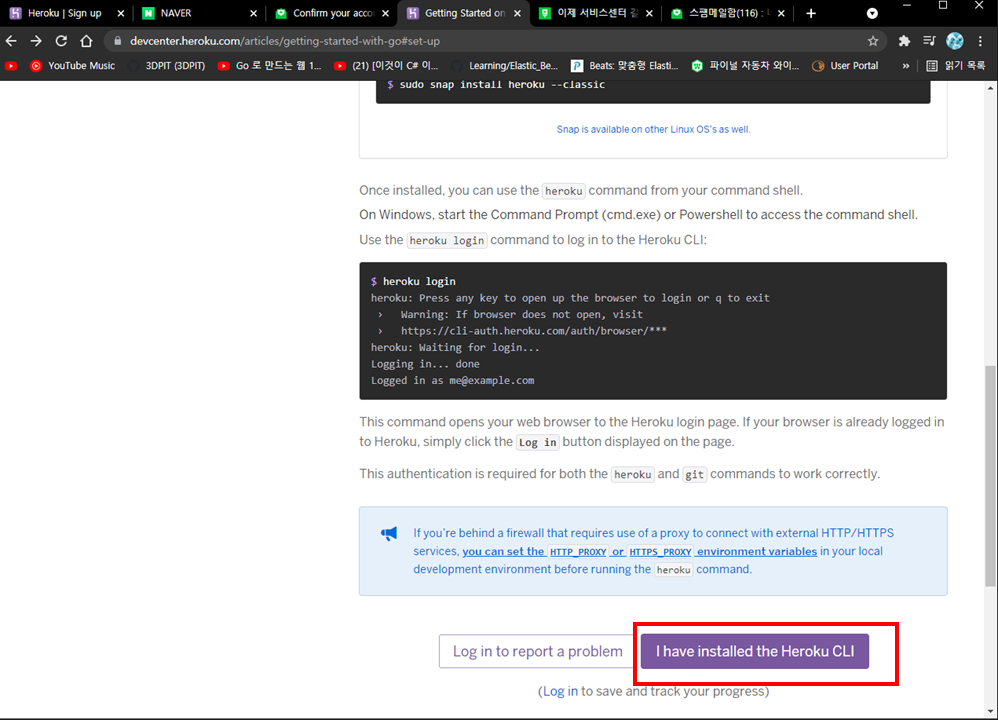 Heroku | Sign up
NAVER
Confirm your acco
Getting Started on
이제 서비스센터 갈
스팸메일함(116) :
devcenter.heroku.com/articles/getting-started-with-go#set-up
YouTube Music
3DPIT (3DPIT)
Go 로 만드는 웹 1...
(21) [이것이 C# 이...
Learning/Elastic_Be...
Beats: 맞춤형 Elasti...
파이널 자동차 와이...
User Portal
»
읽기 목록
$ sudo snap install heroku --classic
Snap is available on other Linux OS's as well.
Once installed, you can use the heroku command from your command shell.
On Windows, start the Command Prompt (cmd.exe) or Powershell to access the command shell.
Use the heroku login command to log in to the Heroku CLI:
$ heroku login
heroku: Press any key to open up the browser to login or q to exit
› Warning: If browser does not open, visit
› https://cli-auth.heroku.com/auth/browser/***
heroku: Waiting for login...
Logging in... done
Logged in as me@example.com
This command opens your web browser to the Heroku login page. If your browser is already logged in
to Heroku, simply click the Log in button displayed on the page.
This authentication is required for both the heroku and git commands to work correctly.
If you're behind a firewall that requires use of a proxy to connect with external HTTP/HTTPS
services, you can set the HTTP_PROXY or HTTPS_PROXY environment variables in your local
development environment before running the heroku command.
Log in to report a problem
I have installed the Heroku CLI
(Log in to save and track your progress)